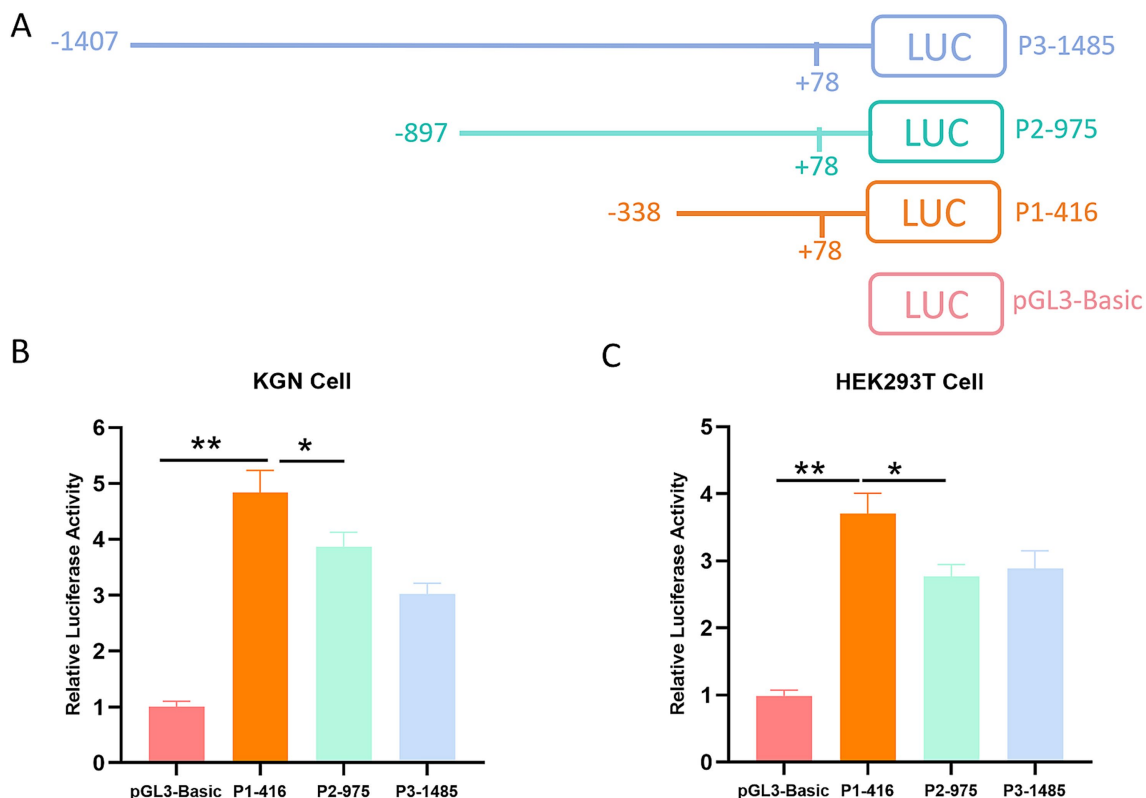 A
-1407
LUC
P3-1485
+78
-897
LUC
P2-975
+78
-338
LUC
P1-416
+78
LUC
pGL3-Basic
B
KGN Cell
Relative Luciferase Activity
6
5
4
3
2
1
0
**
*
pGL3-Basic P1-416 P2-975 P3-1485
C
HEK293T Cell
Relative Luciferase Activity
5
4
3
2
1
0
**
*
pGL3-Basic P1-416 P2-975 P3-1485